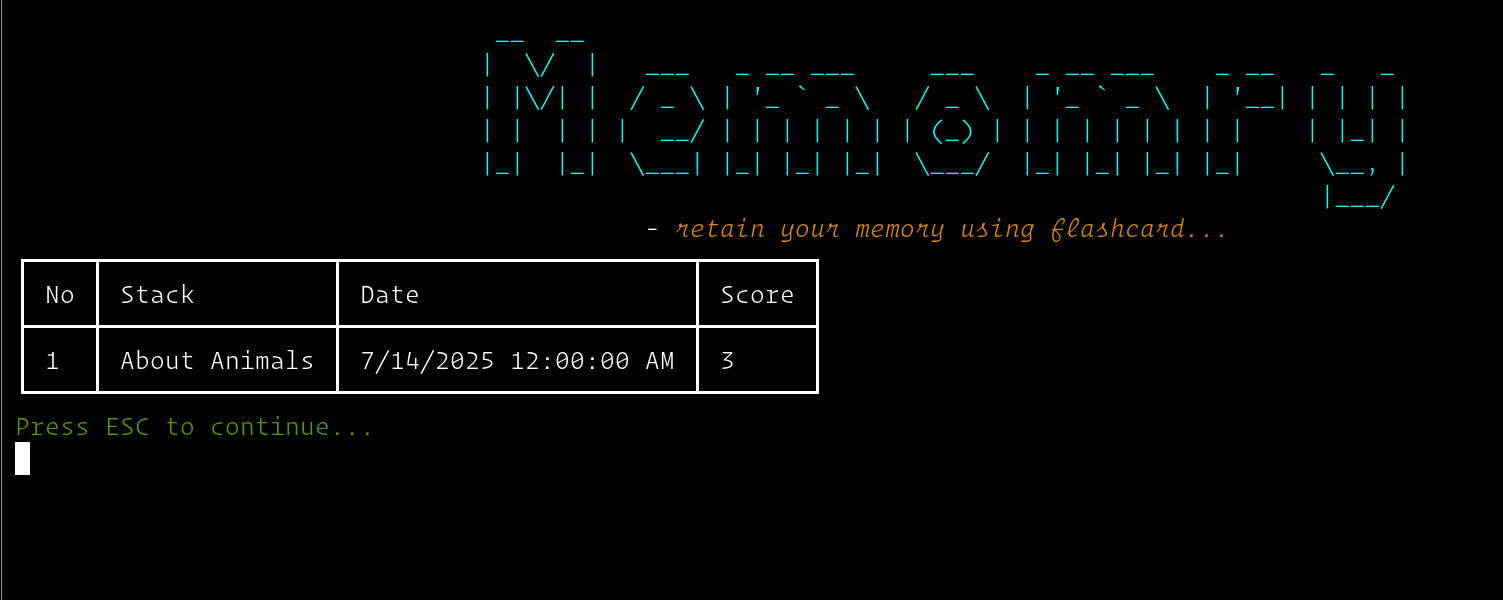 Memomry
- retain your memory using flashcard...
No Stack Date Score
1 About Animals 7/14/2025 12:00:00 AM 3
Press ESC to continue...